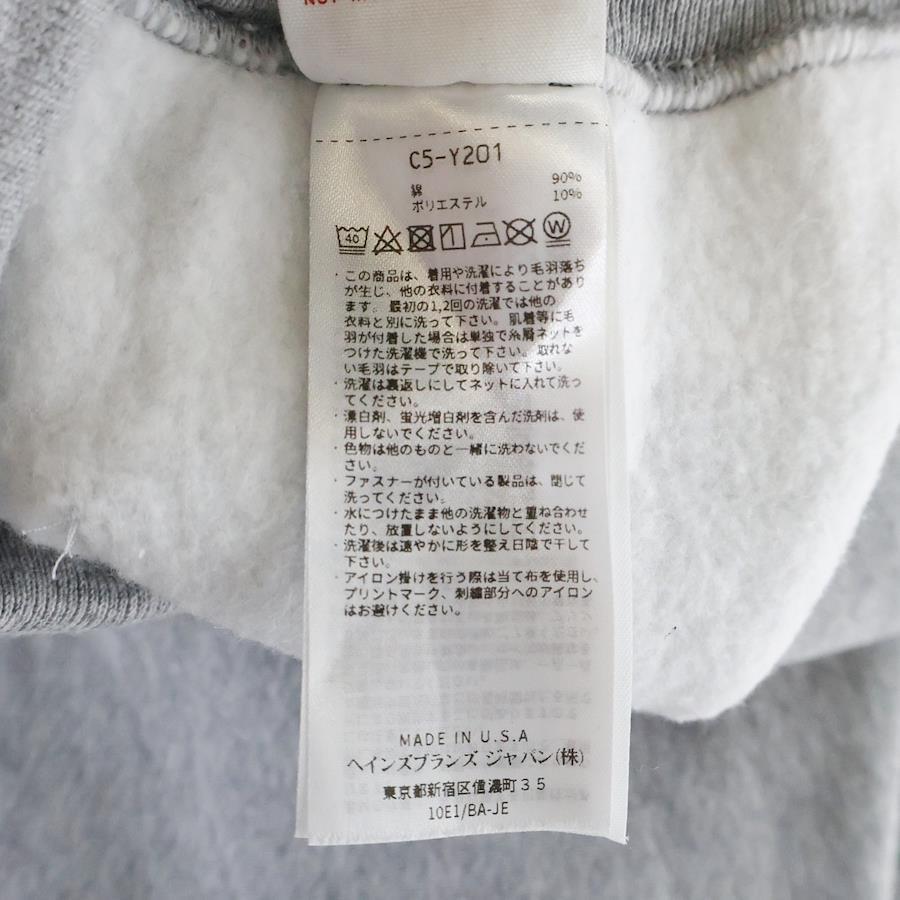 C5-Y201
綿 90%
ポリエステル 10%
40 W
・この商品は、着用や洗濯により毛羽落ち
が生じ、他の衣料に付着することがあり
ます。最初の1,2回の洗濯では他の
衣料と別に洗って下さい。肌着等に毛
羽が付着した場合は単独で糸屑ネットを
つけた洗濯機で洗って下さい。取れな
い毛羽はテープで取り除いて下さい。
・洗濯は裏返しにしてネットに入れて洗っ
てください。
・漂白剤、蛍光増白剤を含んだ洗剤は、使
用しないでください。
・色物は他のものと一緒に洗わないでくだ
さい。
・ファスナーが付いている製品は、閉じて
洗ってください。
・水につけたまま他の洗濯物と重ね合わせ
たり、放置しないようにしてください。
・洗濯後は速やかに形を整え日陰で干して
下さい。
・アイロン掛けを行う際は当て布を使用し、
プリントマーク、刺繍部分へのアイロン
はお避けください。
MADE IN U.S.A
ヘインズブランズ ジャパン(株)
東京都新宿区信濃町35
10E1/BA-JE